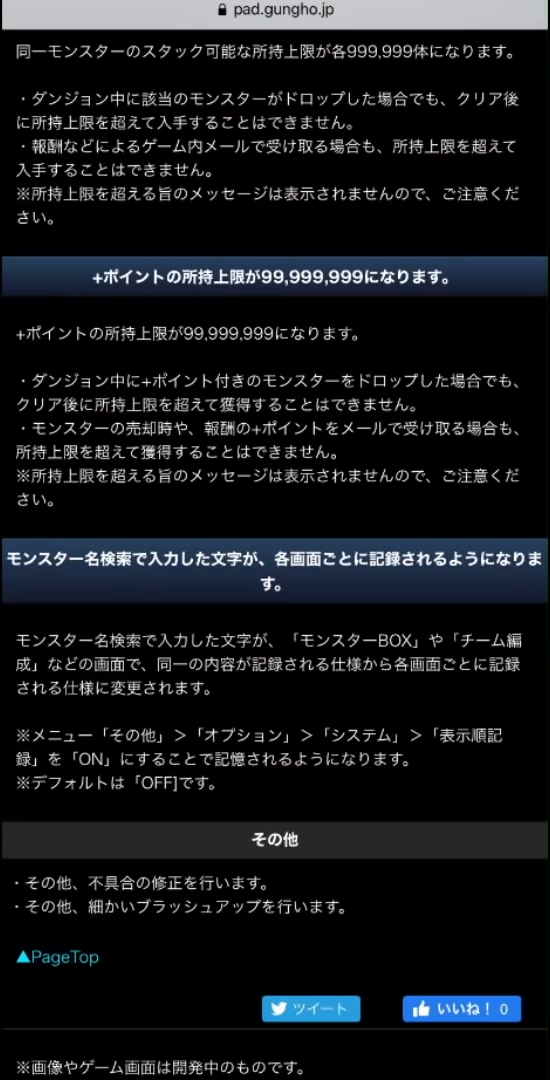 pad.gungho.jp
同一モンスターのスタック可能な所持上限が各999,999体になります。
・ダンジョン中に該当のモンスターがドロップした場合でも、クリア後
に所持上限を超えて入手することはできません。
・報酬などによるゲーム内メールで受け取る場合も、所持上限を超えて
入手することはできません。
※所持上限を超える旨のメッセージは表示されませんので、ご注意くだ
さい。
+ポイントの所持上限が99,999,999になります。
+ポイントの所持上限が99,999,999になります。
・ダンジョン中に+ポイント付きのモンスターをドロップした場合でも、
クリア後に所持上限を超えて獲得することはできません。
・モンスターの売却時や、報酬の+ポイントをメールで受け取る場合も、
所持上限を超えて獲得することはできません。
※所持上限を超える旨のメッセージは表示されませんので、ご注意くだ
さい。
モンスター名検索で入力した文字が、各画面ごとに記録されるようになりま
す。
モンスター名検索で入力した文字が、「モンスターBOX」や「チーム編
成」などの画面で、同一の内容が記録される仕様から各画面ごとに記録
される仕様に変更されます。
※メニュー「その他」＞「オプション」＞「システム」＞「表示順記
録」を「ON」にすることで記憶されるようになります。
※デフォルトは「OFF]です。
その他
・その他、不具合の修正を行います。
・その他、細かいブラッシュアップを行います。
▲PageTop
ツイート
いいね！ 0
※画像やゲーム画面は開発中のものです。